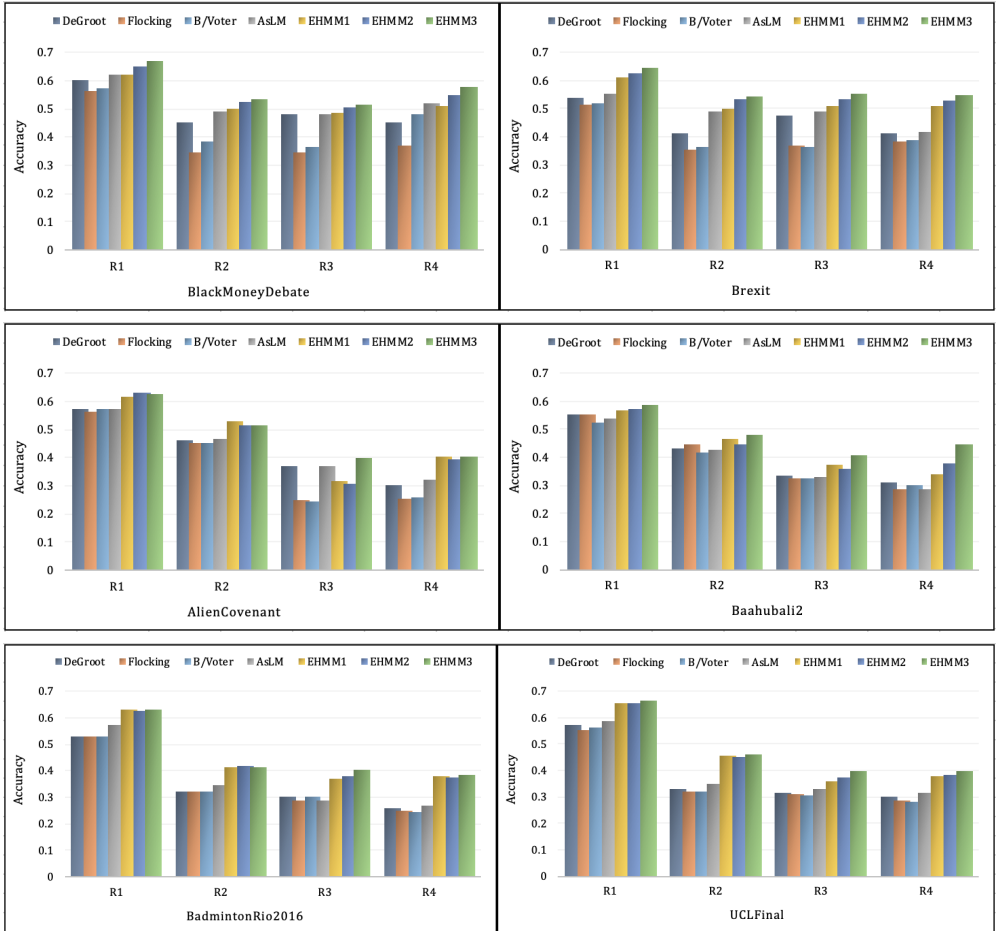 DeGroot Flocking B/Voter AsLM EHMM1 EHMM2 EHMM3
0.7
0.6
0.5
0.4
0.3
0.2
0.1
0
Accuracy
R1 R2 R3 R4
BlackMoneyDebate
DeGroot Flocking B/Voter AsLM EHMM1 EHMM2 EHMM3
0.7
0.6
0.5
0.4
0.3
0.2
0.1
0
Accuracy
R1 R2 R3 R4
Brexit
DeGroot Flocking B/Voter AsLM EHMM1 EHMM2 EHMM3
0.7
0.6
0.5
0.4
0.3
0.2
0.1
0
Accuracy
R1 R2 R3 R4
AlienCovenant
DeGroot Flocking B/Voter AsLM EHMM1 EHMM2 EHMM3
0.7
0.6
0.5
0.4
0.3
0.2
0.1
0
Accuracy
R1 R2 R3 R4
Baahubali2
DeGroot Flocking B/Voter AsLM EHMM1 EHMM2 EHMM3
0.7
0.6
0.5
0.4
0.3
0.2
0.1
0
Accuracy
R1 R2 R3 R4
BadmintonRio2016
DeGroot Flocking B/Voter AsLM EHMM1 EHMM2 EHMM3
0.7
0.6
0.5
0.4
0.3
0.2
0.1
0
Accuracy
R1 R2 R3 R4
UCLFinal